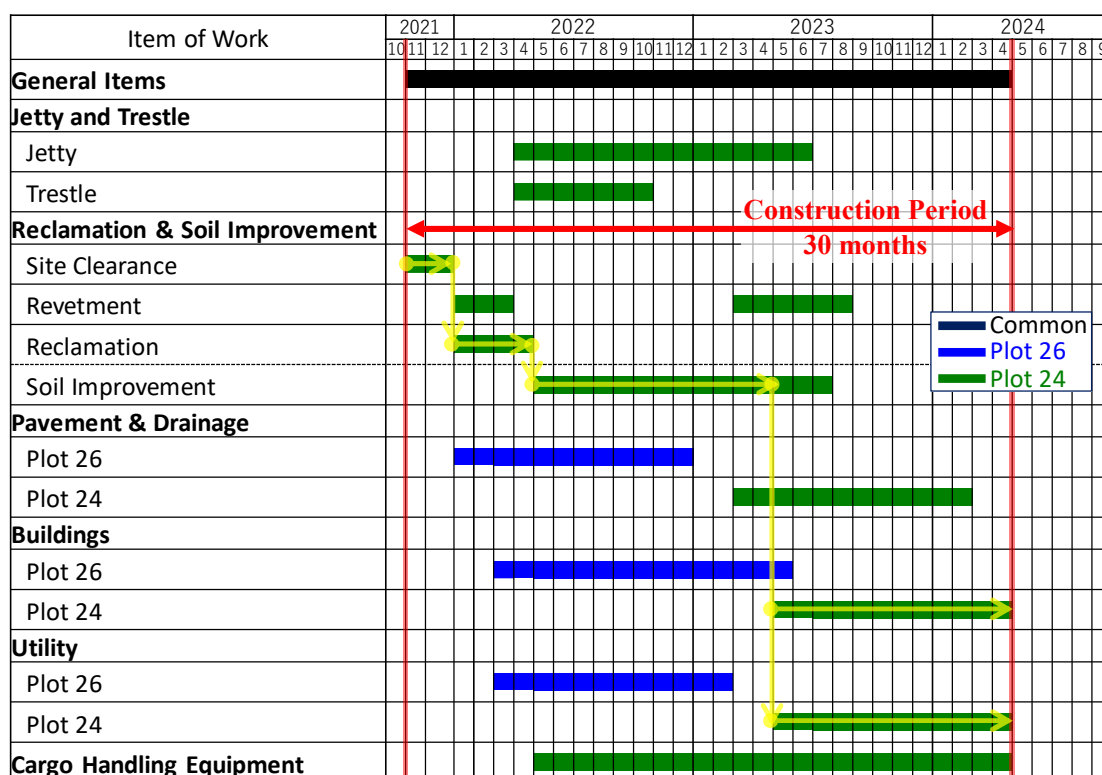 Item of Work
2021 2022 2023 2024
10 11 12 1 2 3 4 5 6 7 8 9 10 11 12 1 2 3 4 5 6 7 8 9 10 11 12 1 2 3 4 5 6 7 8 9
General Items
Jetty and Trestle
Jetty
Trestle
Construction Period
30 months
Reclamation & Soil Improvement
Site Clearance
Revetment
Reclamation
Soil Improvement
Common
Plot 26
Plot 24
Pavement & Drainage
Plot 26
Plot 24
Buildings
Plot 26
Plot 24
Utility
Plot 26
Plot 24
Cargo Handling Equipment